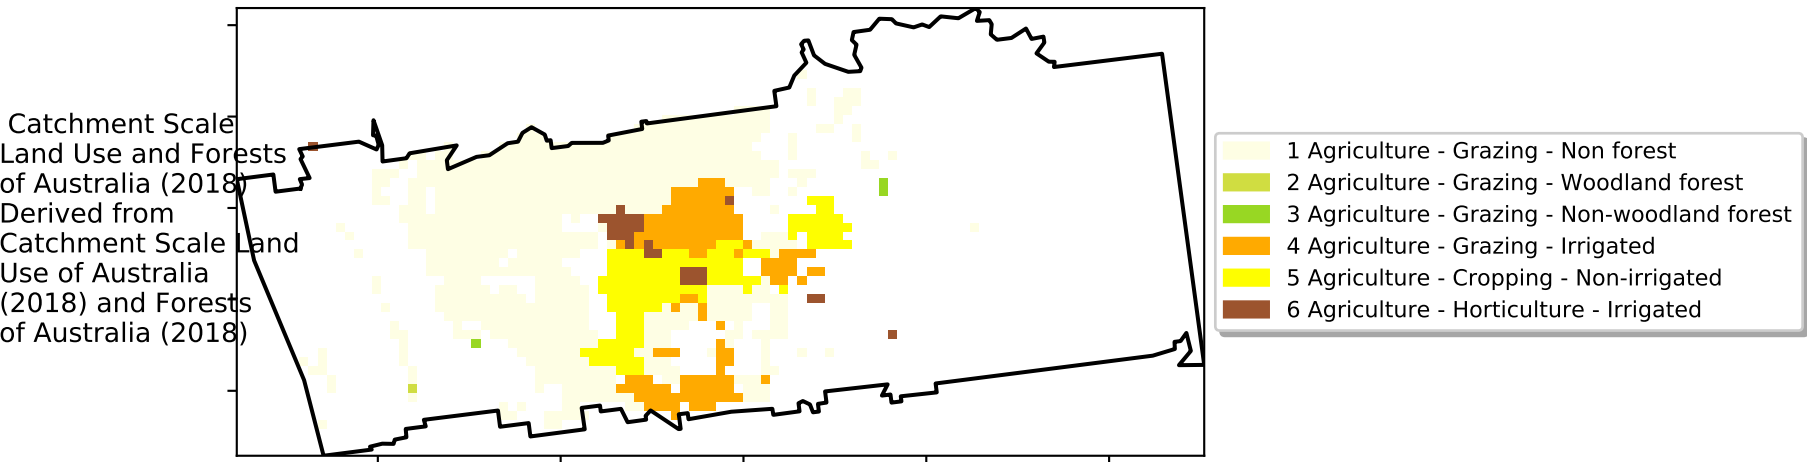 Catchment Scale
Land Use and Forests
of Australia (2018)
Derived from
Catchment Scale Land
Use of Australia
(2018) and Forests
of Australia (2018)
1 Agriculture - Grazing - Non forest
2 Agriculture - Grazing - Woodland forest
3 Agriculture - Grazing - Non-woodland forest
4 Agriculture - Grazing - Irrigated
5 Agriculture - Cropping - Non-irrigated
6 Agriculture - Horticulture - Irrigated